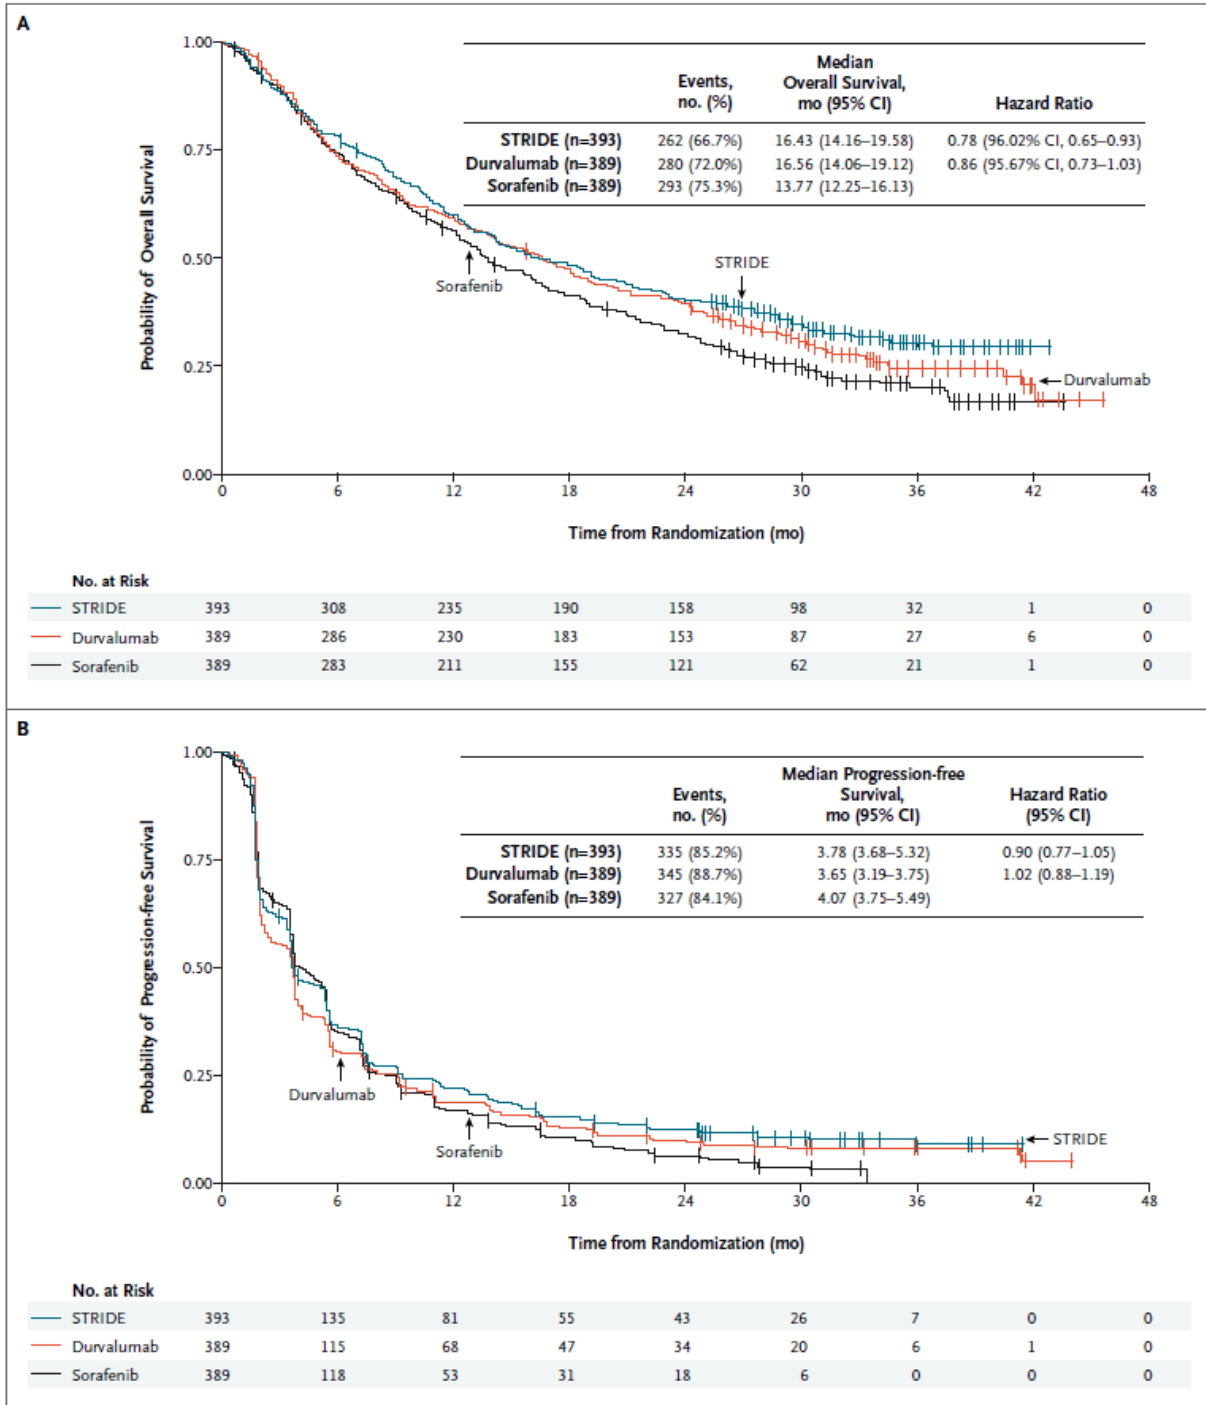 A
Median
Events, Overall Survival,
no. (%) mo (95% CI) Hazard Ratio
STRIDE (n=393) 262 (66.7%) 16.43 (14.16–19.58) 0.78 (96.02% CI, 0.65–0.93)
Durvalumab (n=389) 280 (72.0%) 16.56 (14.06–19.12) 0.86 (95.67% CI, 0.73–1.03)
Sorafenib (n=389) 293 (75.3%) 13.77 (12.25–16.13)
Probability of Overall Survival
1.00
0.75
0.50
0.25
0.00
STRIDE
Sorafenib
Durvalumab
0 6 12 18 24 30 36 42 48
Time from Randomization (mo)
No. at Risk
STRIDE 393 308 235 190 158 98 32 1 0
Durvalumab 389 286 230 183 153 87 27 6 0
Sorafenib 389 283 211 155 121 62 21 1 0
B
Median Progression-free
Events, Survival, Hazard Ratio
no. (%) mo (95% CI) (95% CI)
STRIDE (n=393) 335 (85.2%) 3.78 (3.68–5.32) 0.90 (0.77–1.05)
Durvalumab (n=389) 345 (88.7%) 3.65 (3.19–3.75) 1.02 (0.88–1.19)
Sorafenib (n=389) 327 (84.1%) 4.07 (3.75–5.49)
Probability of Progression-free Survival
1.00
0.75
0.50
0.25
0.00
Durvalumab
Sorafenib
STRIDE
0 6 12 18 24 30 36 42 48
Time from Randomization (mo)
No. at Risk
STRIDE 393 135 81 55 43 26 7 0 0
Durvalumab 389 115 68 47 34 20 6 1 0
Sorafenib 389 118 53 31 18 6 0 0 0